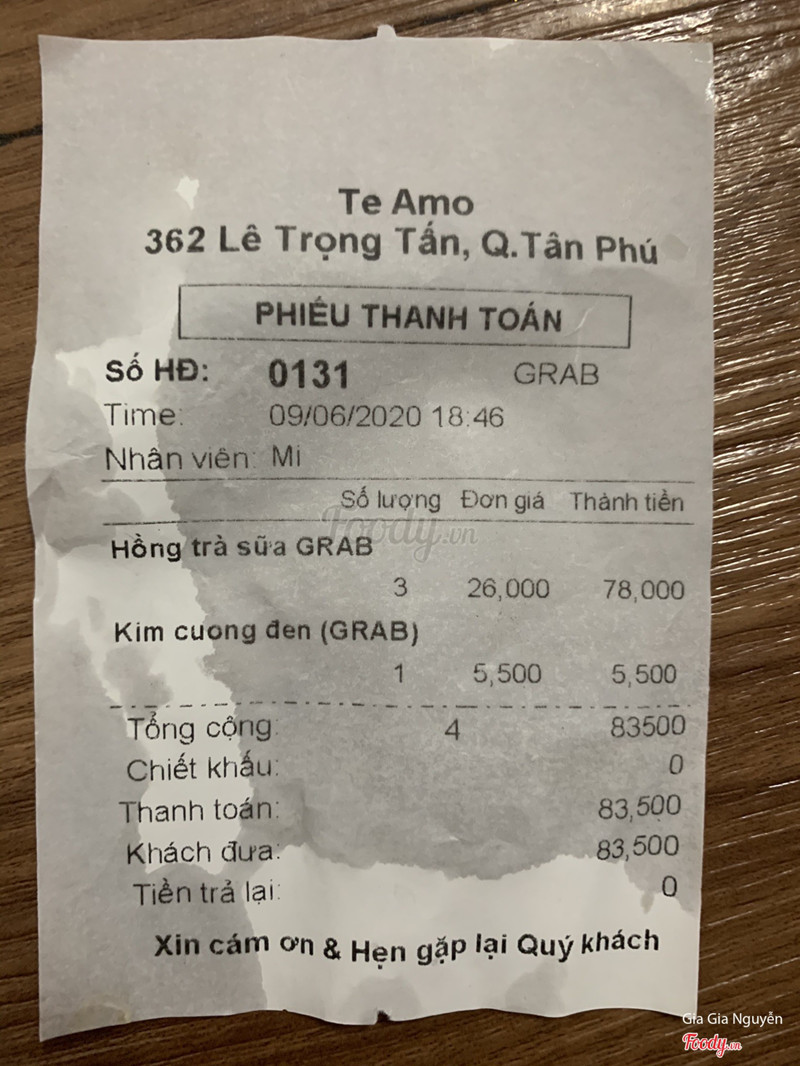 Te Amo
362 Lê Trọng Tấn, Q.Tân Phú
PHIẾU THANH TOÁN
Số HĐ: 0131 GRAB
Time: 09/06/2020 18:46
Nhân viên: Mi
Số lượng Đơn giá Thành tiền
Foody.vn
Hồng trà sữa GRAB
3 26,000 78,000
Kim cuong đen (GRAB)
1 5,500 5,500
Tổng cộng: 4 83500
Chiết khấu: 0
Thanh toán: 83,500
Khách đưa: 83,500
Tiền trả lại: 0
Xin cám ơn & Hẹn gặp lại Quý khách
Gia Gia Nguyễn
Foody.vn